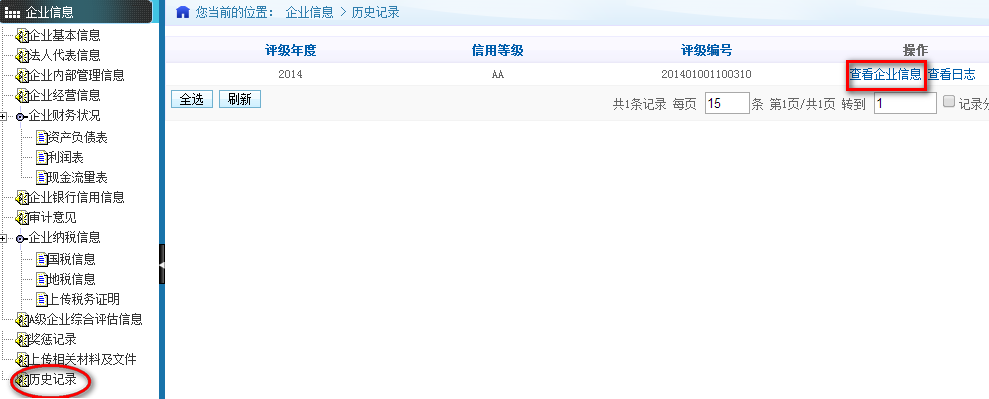 企业信息
企业基本信息
法人代表信息
企业内部管理信息
企业经营信息
企业财务状况
资产负债表
利润表
现金流量表
企业银行信用信息
审计意见
企业纳税信息
国税信息
地税信息
上传税务证明
A级企业综合评估信息
奖惩记录
上传相关材料及文件
历史记录
您当前的位置： 企业信息 > 历史记录
评级年度 信用等级 评级编号 操作
2014 AA 201401001100310 查看企业信息 查看日志
全选 刷新 共1条记录 每页 15 条 第1页/共1页 转到 1 记录